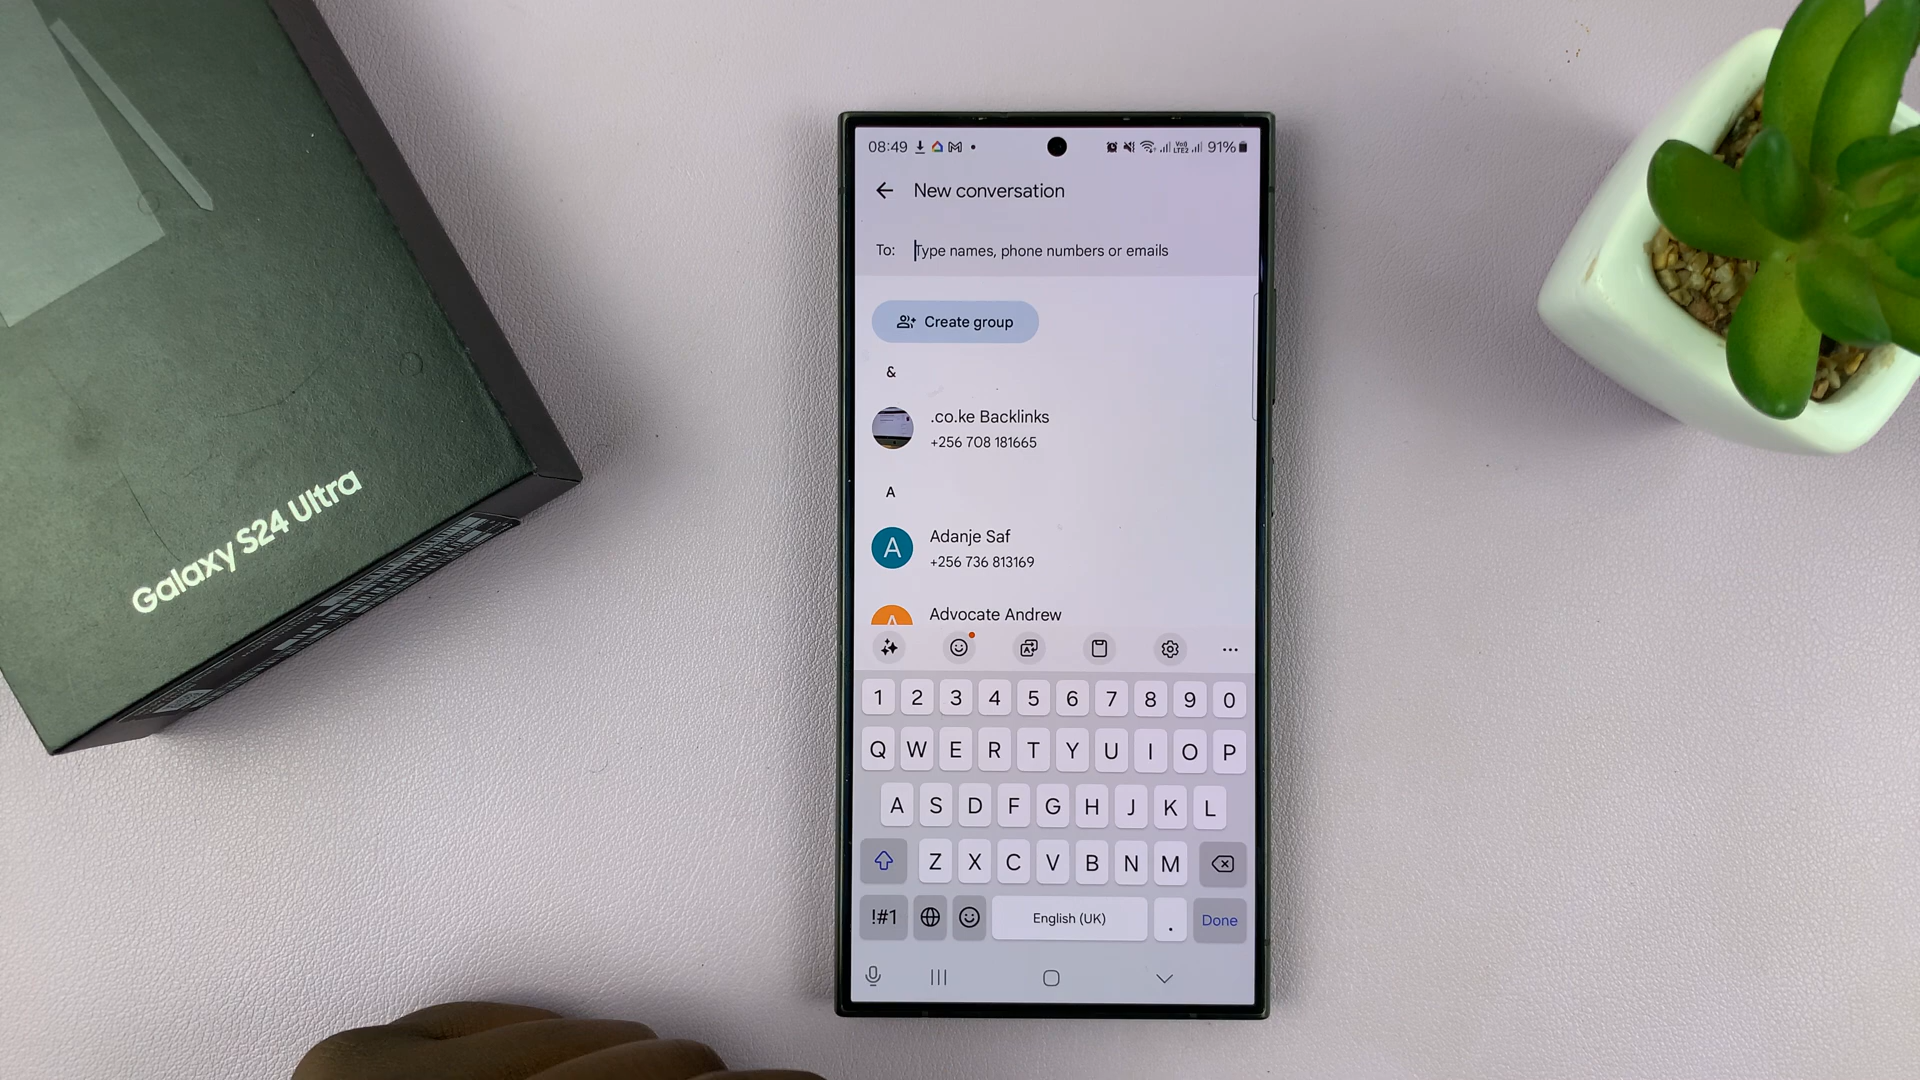 Galaxy S24 Ultra
08:49
Vo)) LTE2
91%
New conversation
To: Type names, phone numbers or emails
Create group
&
.co.ke Backlinks
+256 708 181665
A
A
Adanje Saf
+256 736 813169
A
Advocate Andrew
1 2 3 4 5 6 7 8 9 0
Q W E R T Y U I O P
A S D F G H J K L
Z X C V B N M
!#1 English (UK) . Done